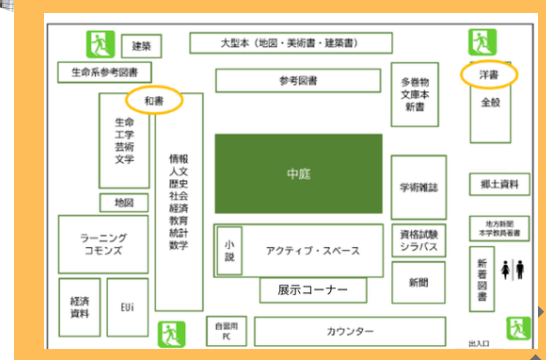 建築
大型本（地図・美術書・建築書）
生命系参考図書
参考図書
多巻物
文庫本
新書
洋書
全般
和書
生命
工学
芸術
文学
情報
人文
歴史
社会
経済
教育
統計
数学
中庭
学術雑誌
郷土資料
地図
ラーニング
コモンズ
小説
アクティブ・スペース
資格試験
シラバス
地方新聞
本学教員著書
展示コーナー
新聞
新着図書
経済
資料
EUi
自習用
PC
カウンター
出入口